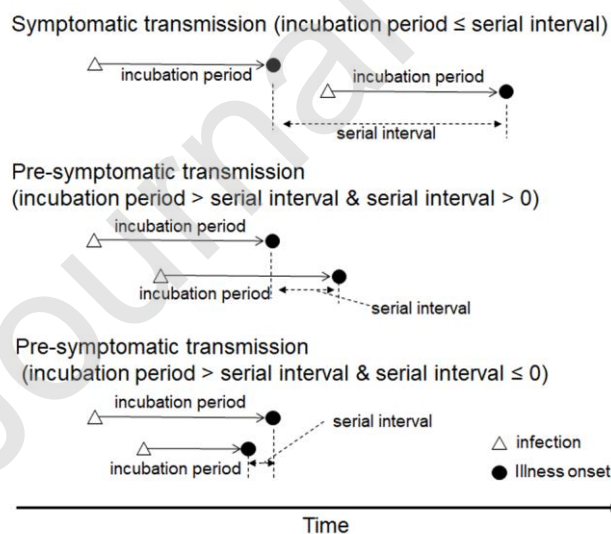 Symptomatic transmission (incubation period ≤ serial interval)
incubation period
incubation period
serial interval
Pre-symptomatic transmission
(incubation period > serial interval & serial interval > 0)
incubation period
incubation period
serial interval
Pre-symptomatic transmission
(incubation period > serial interval & serial interval ≤ 0)
incubation period
serial interval
incubation period
infection
Illness onset
Time
Journal